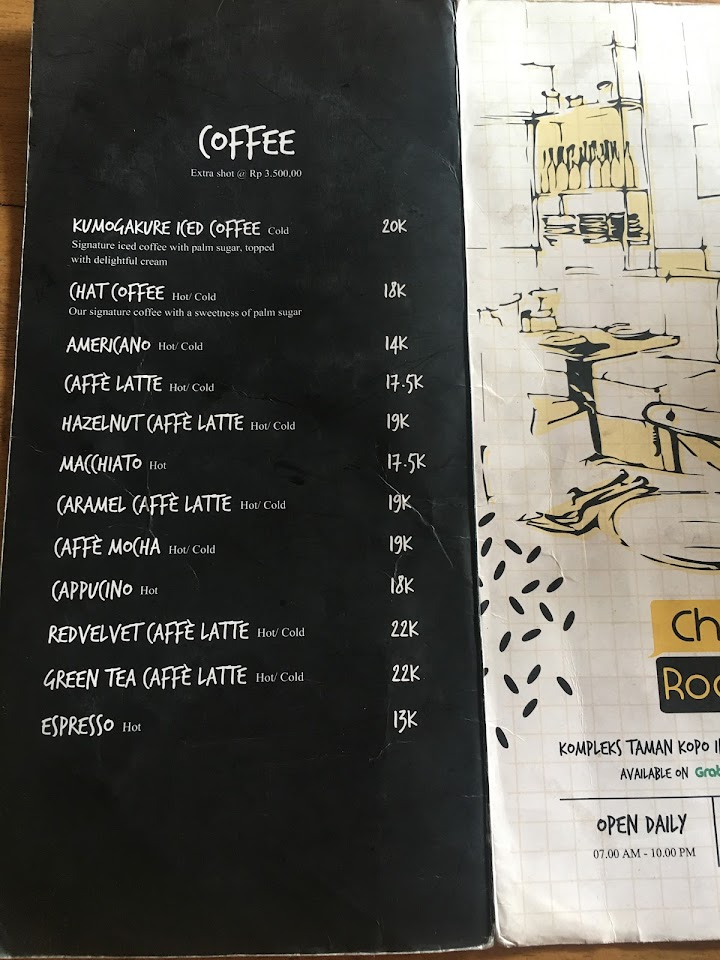 COFFEE
Extra shot @ Rp 3.500,00
KUMOGAKURE ICED COFFEE Cold 20K
Signature iced coffee with palm sugar, topped
with delightful cream
CHAT COFFEE Hot/ Cold 18K
Our signature coffee with a sweetness of palm sugar
AMERICANO Hot/ Cold 14K
CAFFÈ LATTE Hot/ Cold 17.5K
HAZELNUT CAFFÈ LATTE Hot/ Cold 19K
MACCHIATO Hot 17.5K
CARAMEL CAFFÈ LATTE Hot/ Cold 19K
CAFFÈ MOCHA Hot/ Cold 19K
CAPPUCINO Hot 18K
REDVELVET CAFFÈ LATTE Hot/ Cold 22K
GREEN TEA CAFFÈ LATTE Hot/ Cold 22K
ESPRESSO Hot 13K
Ch
Roo
KOMPLEKS TAMAN KOPO
AVAILABLE ON Grab
OPEN DAILY
07.00 AM - 10.00 PM